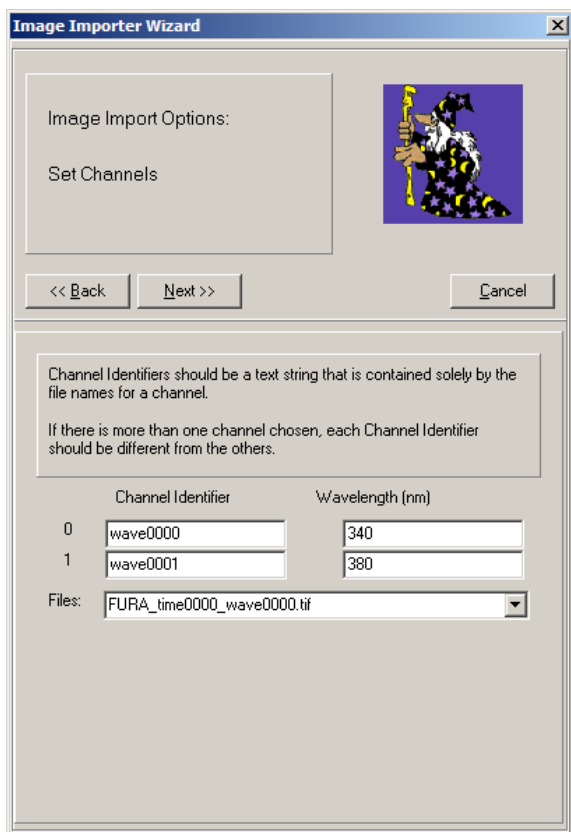 Image Importer Wizard
Image Import Options:
Set Channels
<< Back
Next >>
Cancel
Channel Identifiers should be a text string that is contained solely by the
file names for a channel.
If there is more than one channel chosen, each Channel Identifier
should be different from the others.
Channel Identifier Wavelength (nm)
0 wave0000 340
1 wave0001 380
Files: FURA_time0000_wave0000.tif